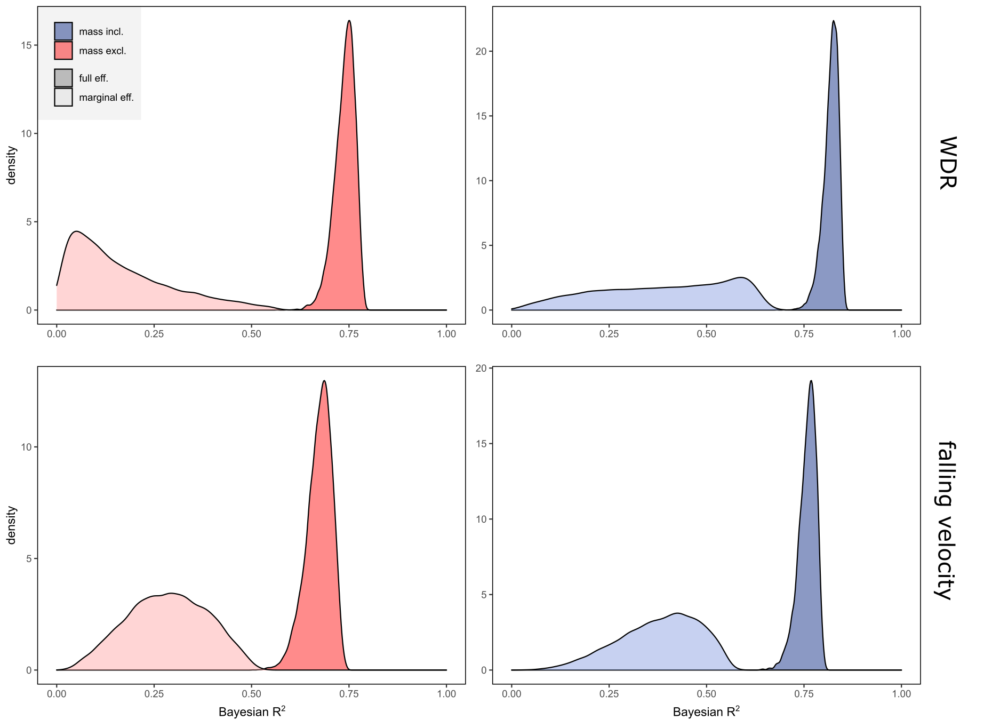 mass incl.
mass excl.
full eff.
marginal eff.
density
15
10
5
0
0.00 0.25 0.50 0.75 1.00
20
15
10
5
0
0.00 0.25 0.50 0.75 1.00
WDR
density
10
5
0
0.00 0.25 0.50 0.75 1.00
Bayesian R²
20
15
10
5
0
0.00 0.25 0.50 0.75 1.00
Bayesian R²
falling velocity